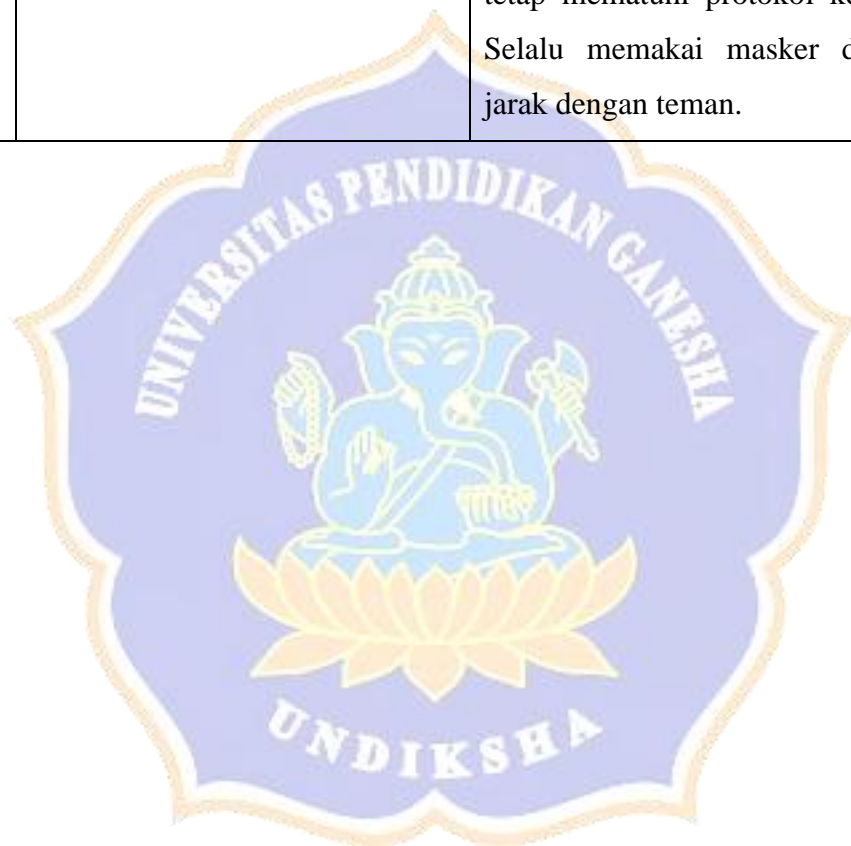 tetap mematuhi protokol
Selalu memakai masker
jarak dengan teman.
UNIVERSITAS PENDIDIKAN GANESHA
UNDIKSHA